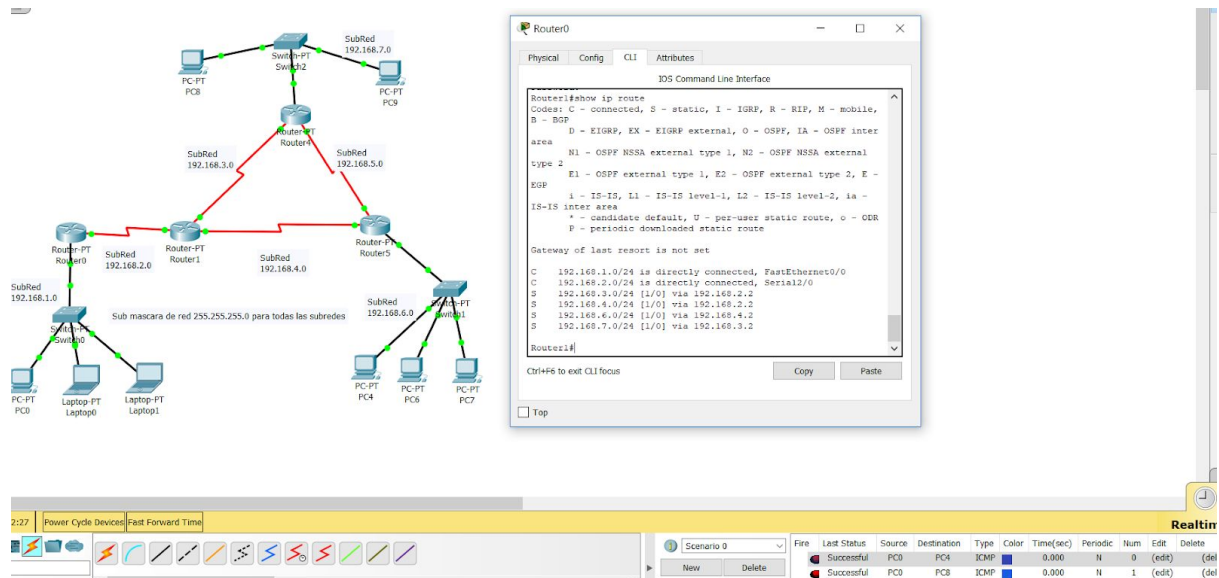 SubRed
192.168.7.0
Switch-PT
Switch2
PC-PT
PC8
PC-PT
PC9
Router-PT
Router4
SubRed
192.168.3.0
SubRed
192.168.5.0
Router-PT
Router0
SubRed
192.168.2.0
Router-PT
Router1
SubRed
192.168.4.0
Router-PT
Router5
SubRed
192.168.1.0
Switch-PT
Switch0
Sub mascara de red 255.255.255.0 para todas las subredes
SubRed
192.168.6.0
Switch-PT
Switch1
PC-PT
PC0
Laptop-PT
Laptop0
Laptop-PT
Laptop1
PC-PT
PC4
PC-PT
PC6
PC-PT
PC7
Router0
Physical Config CLI Attributes
IOS Command Line Interface
Router1#show ip route
Codes: C - connected, S - static, I - IGRP, R - RIP, M - mobile,
B - BGP
D - EIGRP, EX - EIGRP external, O - OSPF, IA - OSPF inter
area
N1 - OSPF NSSA external type 1, N2 - OSPF NSSA external
type 2
E1 - OSPF external type 1, E2 - OSPF external type 2, E -
EGP
i - IS-IS, L1 - IS-IS level-1, L2 - IS-IS level-2, ia -
IS-IS inter area
* - candidate default, U - per-user static route, o - ODR
P - periodic downloaded static route
Gateway of last resort is not set
C 192.168.1.0/24 is directly connected, FastEthernet0/0
C 192.168.2.0/24 is directly connected, Serial2/0
S 192.168.3.0/24 [1/0] via 192.168.2.2
S 192.168.4.0/24 [1/0] via 192.168.2.2
S 192.168.6.0/24 [1/0] via 192.168.4.2
S 192.168.7.0/24 [1/0] via 192.168.3.2
Router1#
Ctrl+F6 to exit CLI focus
Copy Paste
Top
2:27 Power Cycle Devices Fast Forward Time
Realtim
Scenario 0
New Delete
Fire Last Status Source Destination Type Color Time(sec) Periodic Num Edit Delete
Successful PC0 PC4 ICMP 0.000 N 0 (edit) (del
Successful PC0 PC8 ICMP 0.000 N 1 (edit) (del